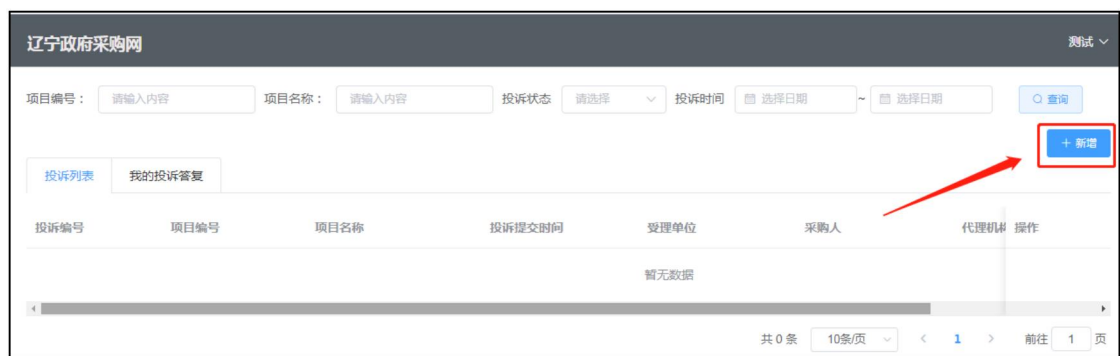 辽宁政府采购网 测试
项目编号： 请输入内容 项目名称： 请输入内容 投诉状态 请选择 投诉时间 选择日期 ~ 选择日期 查询
+ 新增
投诉列表 我的投诉答复
投诉编号 项目编号 项目名称 投诉提交时间 受理单位 采购人 代理机构 操作
暂无数据
共 0 条 10条/页 < 1 > 前往 1 页